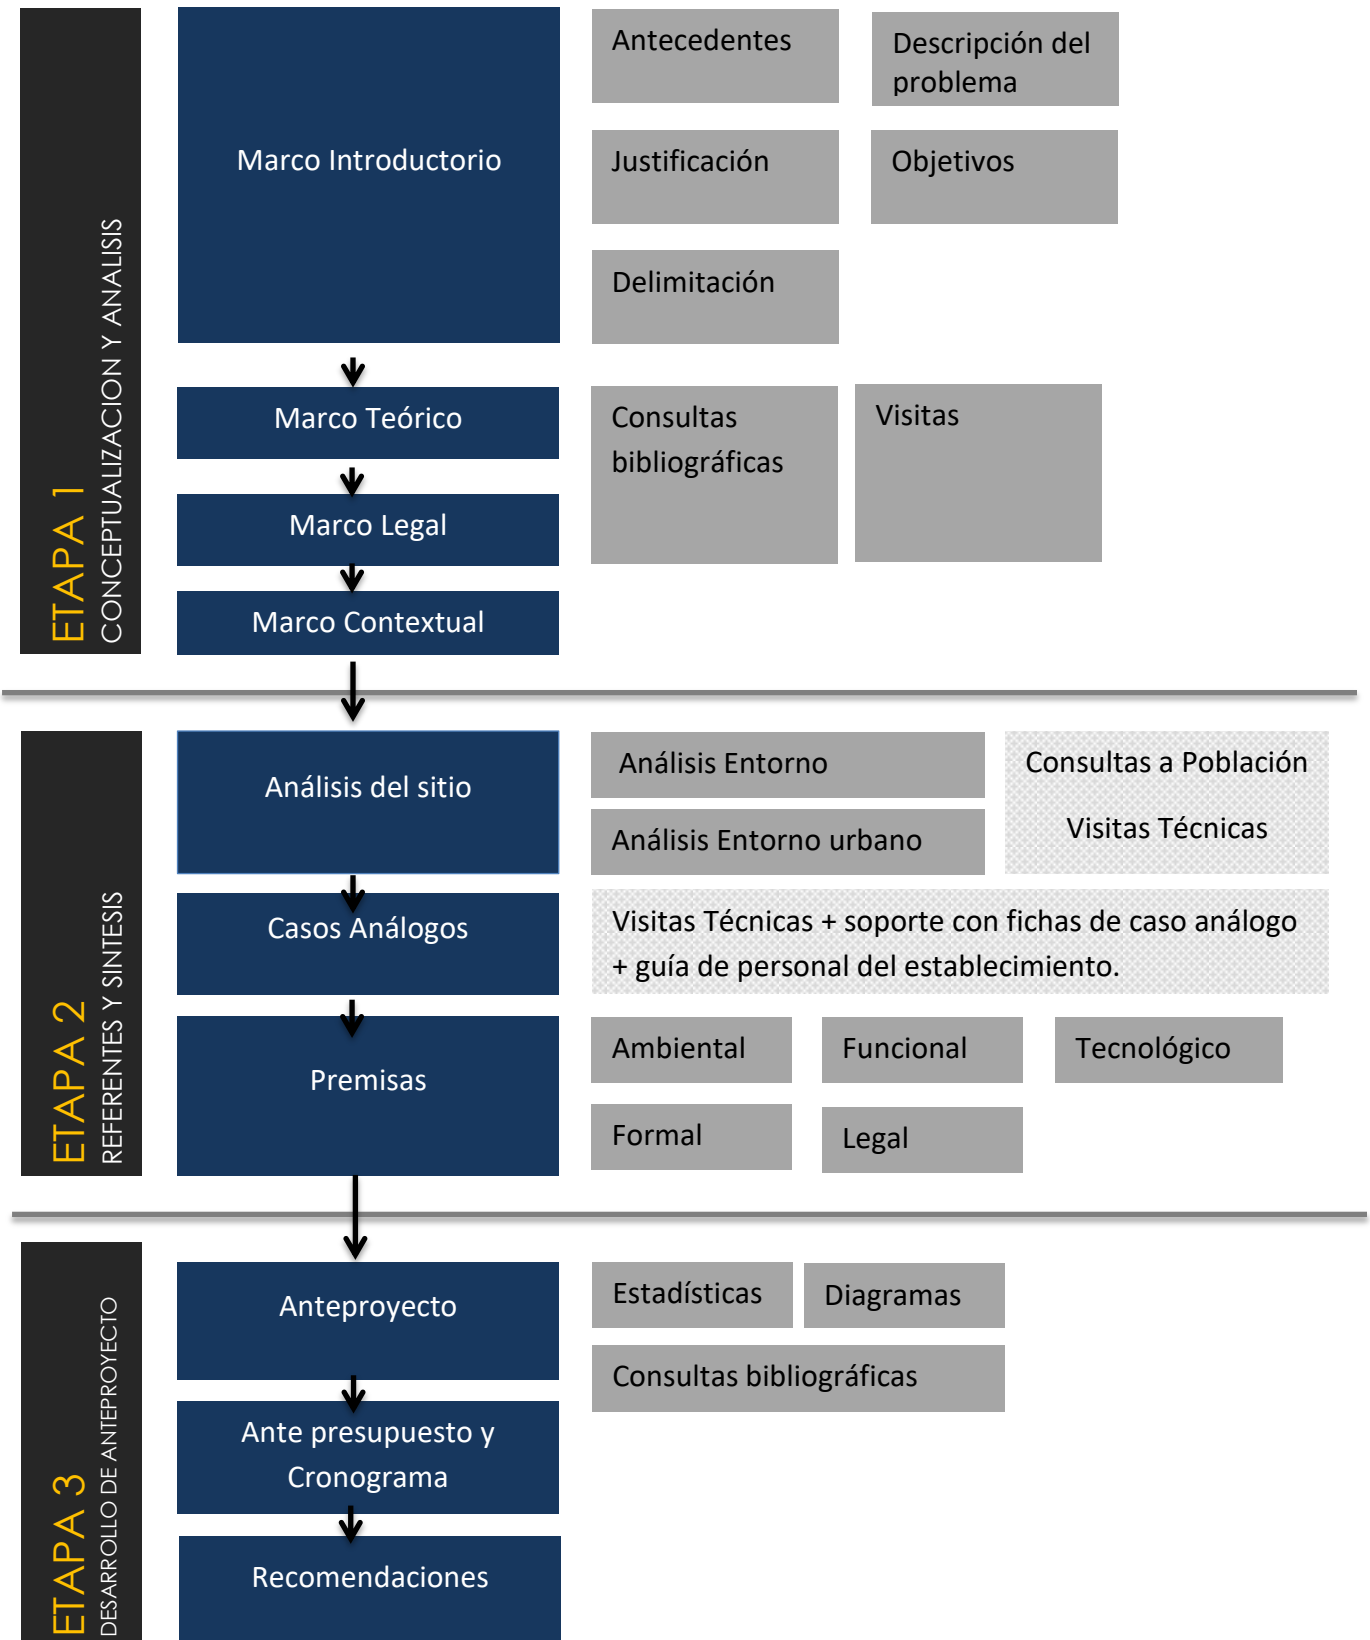 ETAPA 1
CONCEPTUALIZACION Y ANALISIS
Marco Introductorio
Antecedentes
Descripción del
problema
Justificación
Objetivos
Delimitación
Marco Teórico
Consultas
bibliográficas
Visitas
Marco Legal
Marco Contextual
ETAPA 2
REFERENTES Y SINTESIS
Análisis del sitio
Análisis Entorno
Análisis Entorno urbano
Consultas a Población
Visitas Técnicas
Casos Análogos
Visitas Técnicas + soporte con fichas de caso análogo
+ guía de personal del establecimiento.
Premisas
Ambiental
Funcional
Tecnológico
Formal
Legal
ETAPA 3
DESARROLLO DE ANTEPROYECTO
Anteproyecto
Estadísticas
Diagramas
Consultas bibliográficas
Ante presupuesto y
Cronograma
Recomendaciones